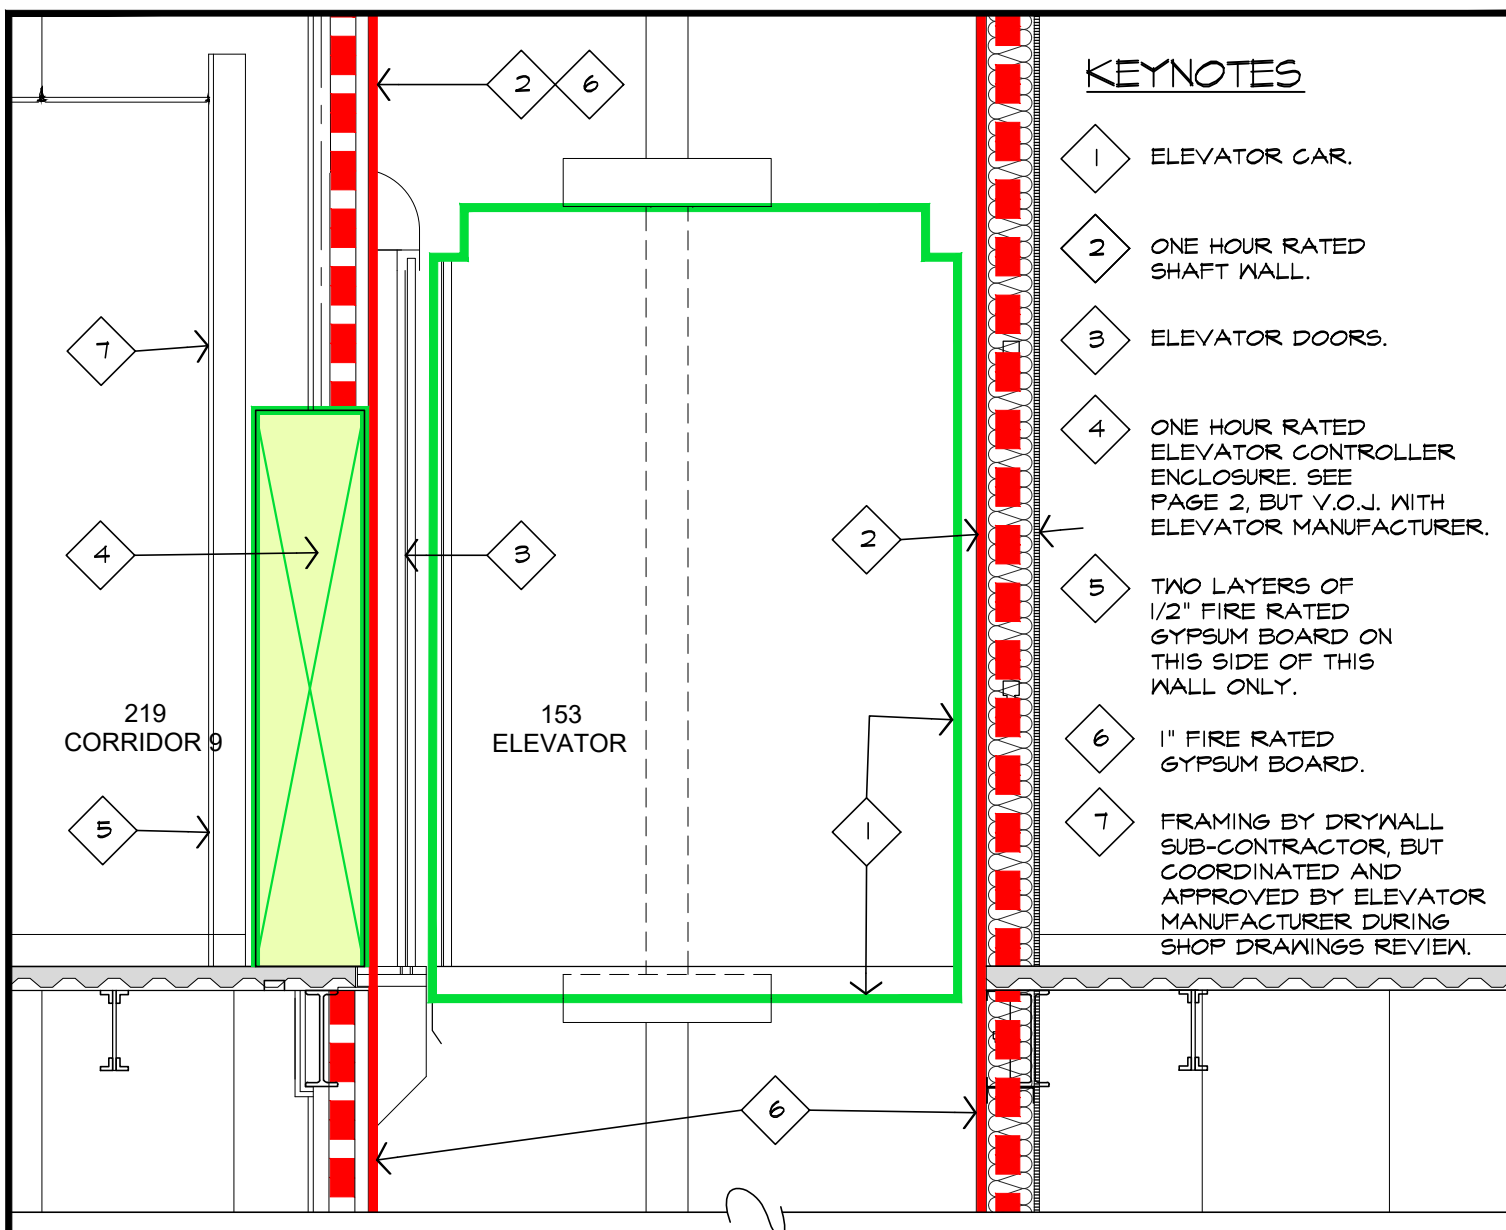 2 6
KEYNOTES
1 ELEVATOR CAR.
2 ONE HOUR RATED
SHAFT WALL.
3 ELEVATOR DOORS.
4 ONE HOUR RATED
ELEVATOR CONTROLLER
ENCLOSURE. SEE
PAGE 2, BUT V.O.J. WITH
ELEVATOR MANUFACTURER.
5 TWO LAYERS OF
1/2" FIRE RATED
GYPSUM BOARD ON
THIS SIDE OF THIS
WALL ONLY.
6 1" FIRE RATED
GYPSUM BOARD.
7 FRAMING BY DRYWALL
SUB-CONTRACTOR, BUT
COORDINATED AND
APPROVED BY ELEVATOR
MANUFACTURER DURING
SHOP DRAWINGS REVIEW.
7
4
3
2
219
CORRIDOR 9
153
ELEVATOR
5
1
6